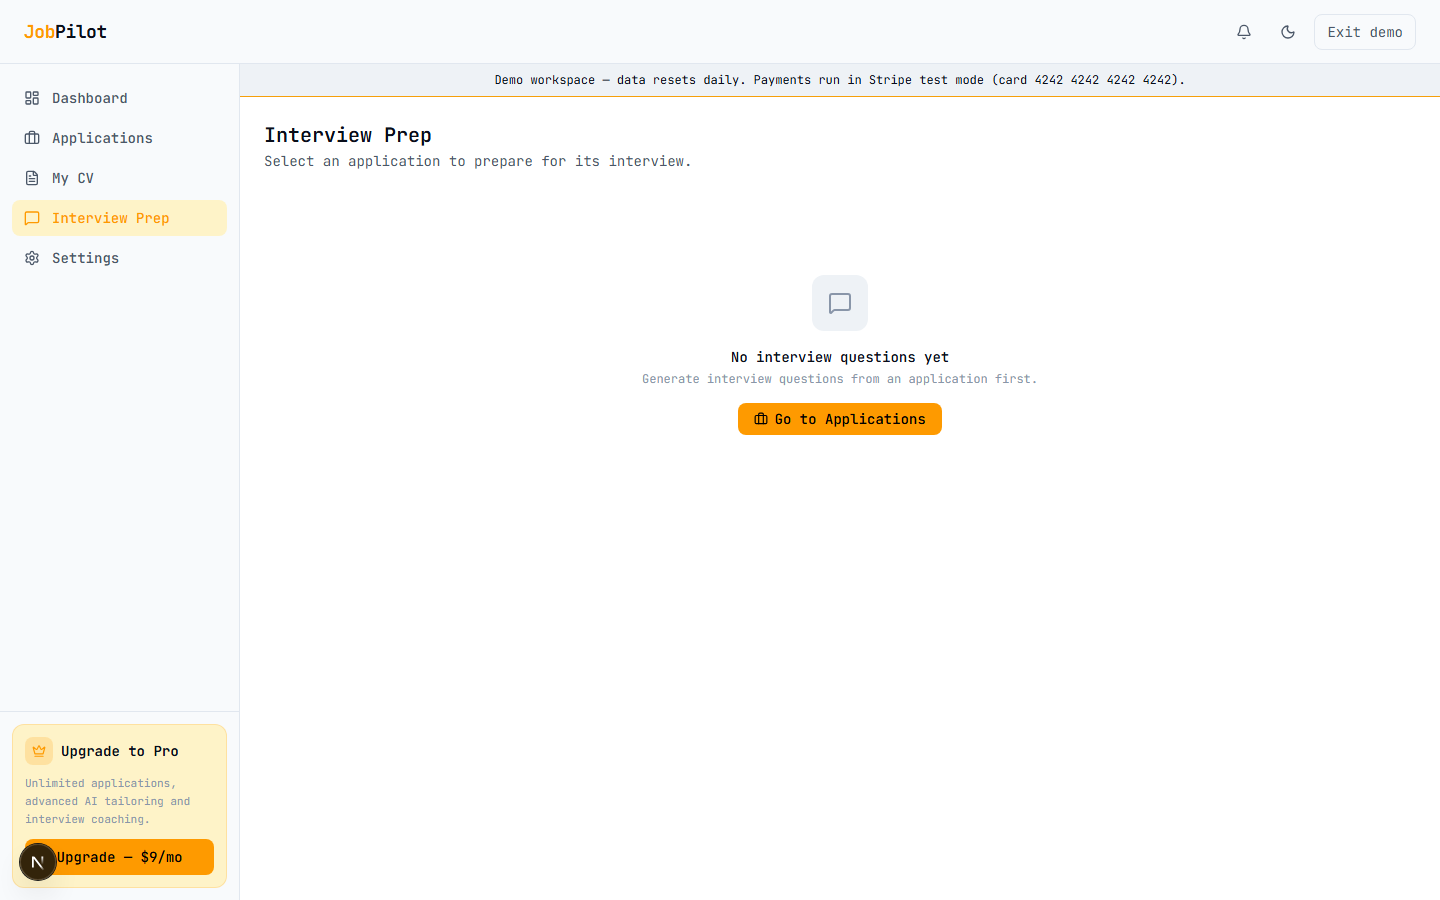 JobPilot
Exit demo
Demo workspace — data resets daily. Payments run in Stripe test mode (card 4242 4242 4242 4242).
Dashboard
Applications
My CV
Interview Prep
Settings
Interview Prep
Select an application to prepare for its interview.
No interview questions yet
Generate interview questions from an application first.
Go to Applications
Upgrade to Pro
Unlimited applications,
advanced AI tailoring and
interview coaching.
Upgrade — $9/mo
N